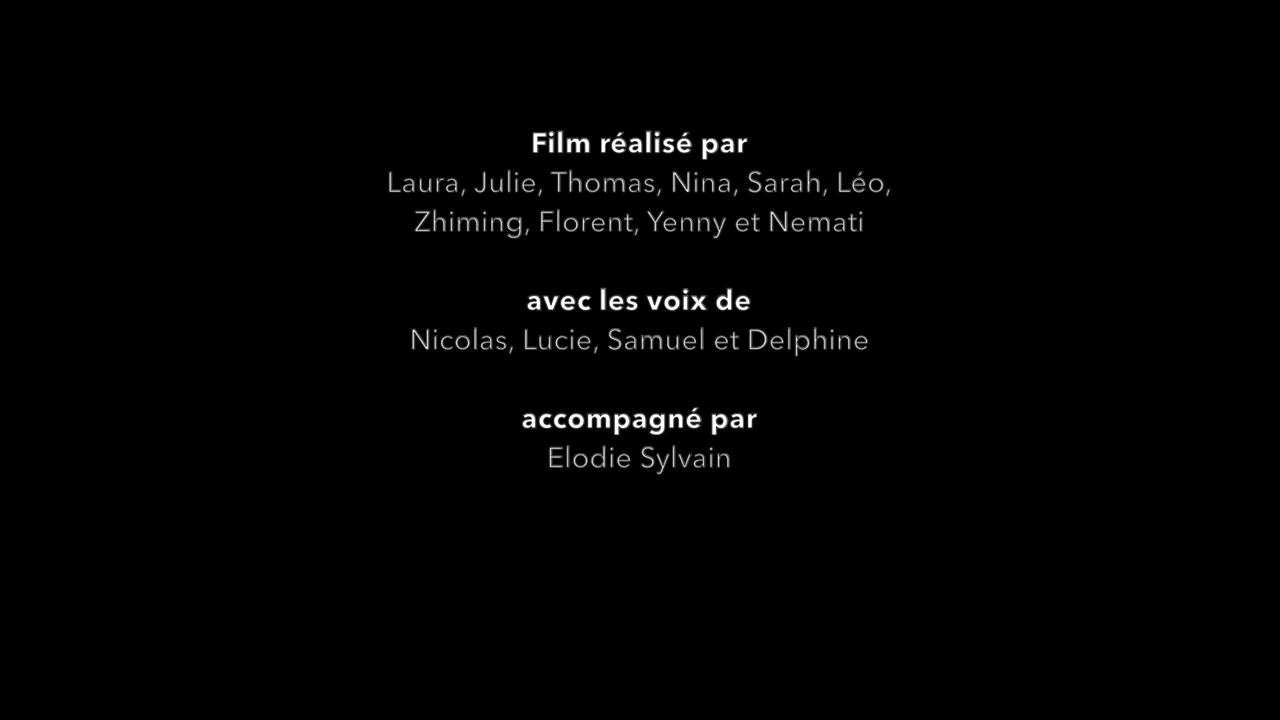 Film réalisé par
Laura, Julie, Thomas, Nina, Sarah, Léo,
Zhiming, Florent, Yenny et Nemati
avec les voix de
Nicolas, Lucie, Samuel et Delphine
accompagné par
Elodie Sylvain